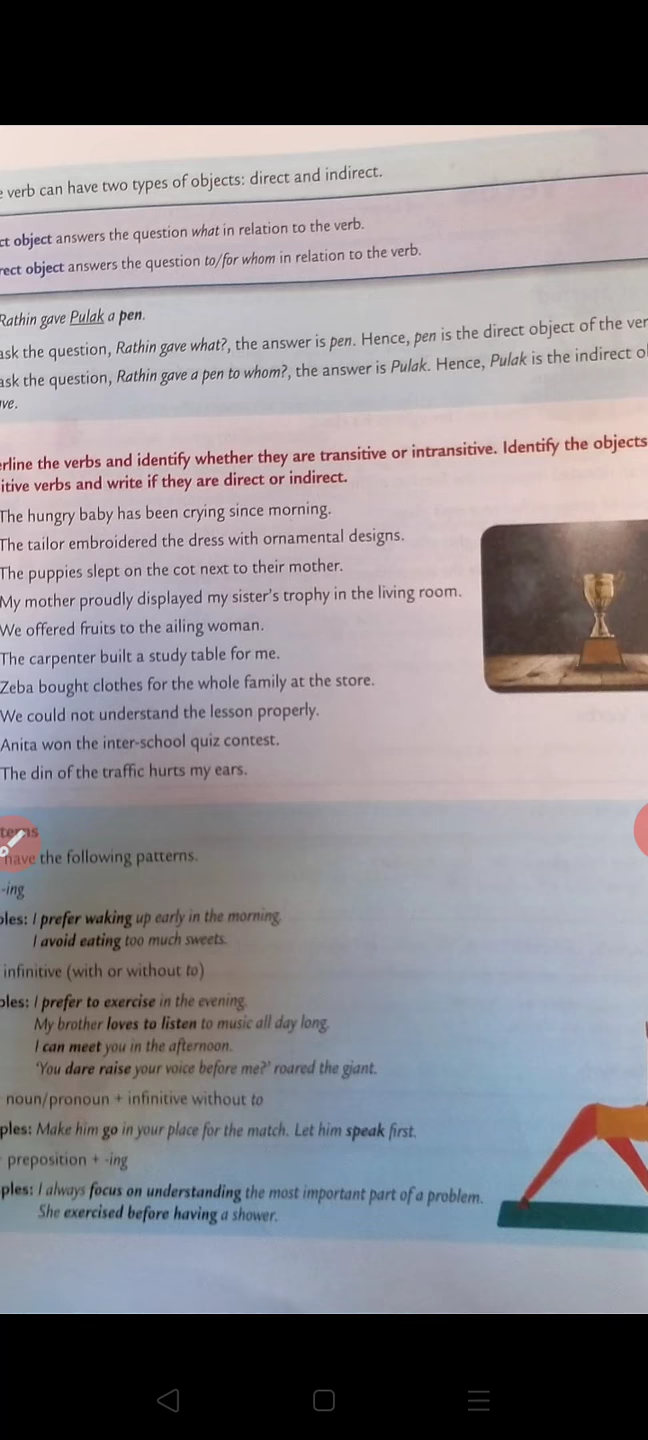 verb can have two types of objects: direct and indirect.
object answers the question what in relation to the verb.
object answers the question to/for whom in relation to the verb.
Rathin gave Pulak a pen.
ask the question, Rathin gave what?, the answer is pen. Hence, pen is the direct object of the
ask the question, Rathin gave a pen to whom?, the answer is Pulak. Hence, Pulak is the indirect
verbs and identify whether they are transitive or intransitive. Identify the objects
verbs and write if they are direct or indirect.
The hungry baby has been crying since morning.
The tailor embroidered the dress with ornamental designs.
The puppies slept on the cot next to their mother.
My mother proudly displayed my sister's trophy in the living room.
We offered fruits to the ailing woman.
The carpenter built a study table for me.
Zeba bought clothes for the whole family at the store.
We could not understand the lesson properly.
Anita won the inter-school quiz contest.
The din of the traffic hurts my ears.
have the following patterns.
-ing
I prefer waking up early in the morning.
I avoid eating too much sweets.
infinitive (with or without to)
I prefer to exercise in the evening.
My brother loves to listen to music all day long.
I can meet you in the afternoon.
'You dare raise your voice before me?' roared the giant.
noun/pronoun + infinitive without to
Make him go in your place for the match. Let him speak first.
preposition + -ing
I always focus on understanding the most important part of a problem.
She exercised before having a shower.